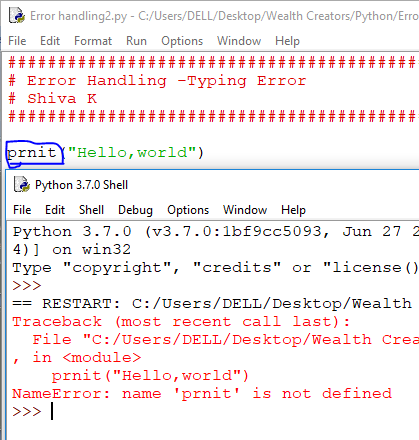 Error handling2.py - C:/Users/DELL/Desktop/Wealth Creators/Python/Erro
File Edit Format Run Options Window Help
##########################################
# Error Handling -Typing Error
# Shiva K
##########################################
prnit("Hello,world")
Python 3.7.0 Shell
File Edit Shell Debug Options Window Help
Python 3.7.0 (v3.7.0:1bf9cc5093, Jun 27 2
4)] on win32
Type "copyright", "credits" or "license()
>>>
== RESTART: C:/Users/DELL/Desktop/Wealth
Traceback (most recent call last):
File "C:/Users/DELL/Desktop/Wealth Crea
, in <module>
prnit("Hello,world")
NameError: name 'prnit' is not defined
>>>